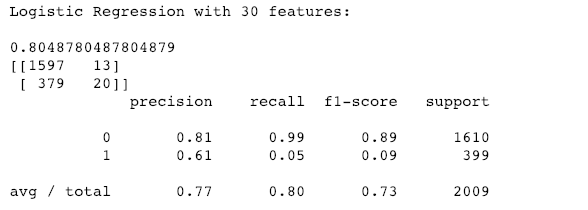 Logistic Regression with 30 features:
0.8048780487804879
[[1597 13]
[ 379 20]]
precision recall f1-score support
0 0.81 0.99 0.89 1610
1 0.61 0.05 0.09 399
avg / total 0.77 0.80 0.73 2009